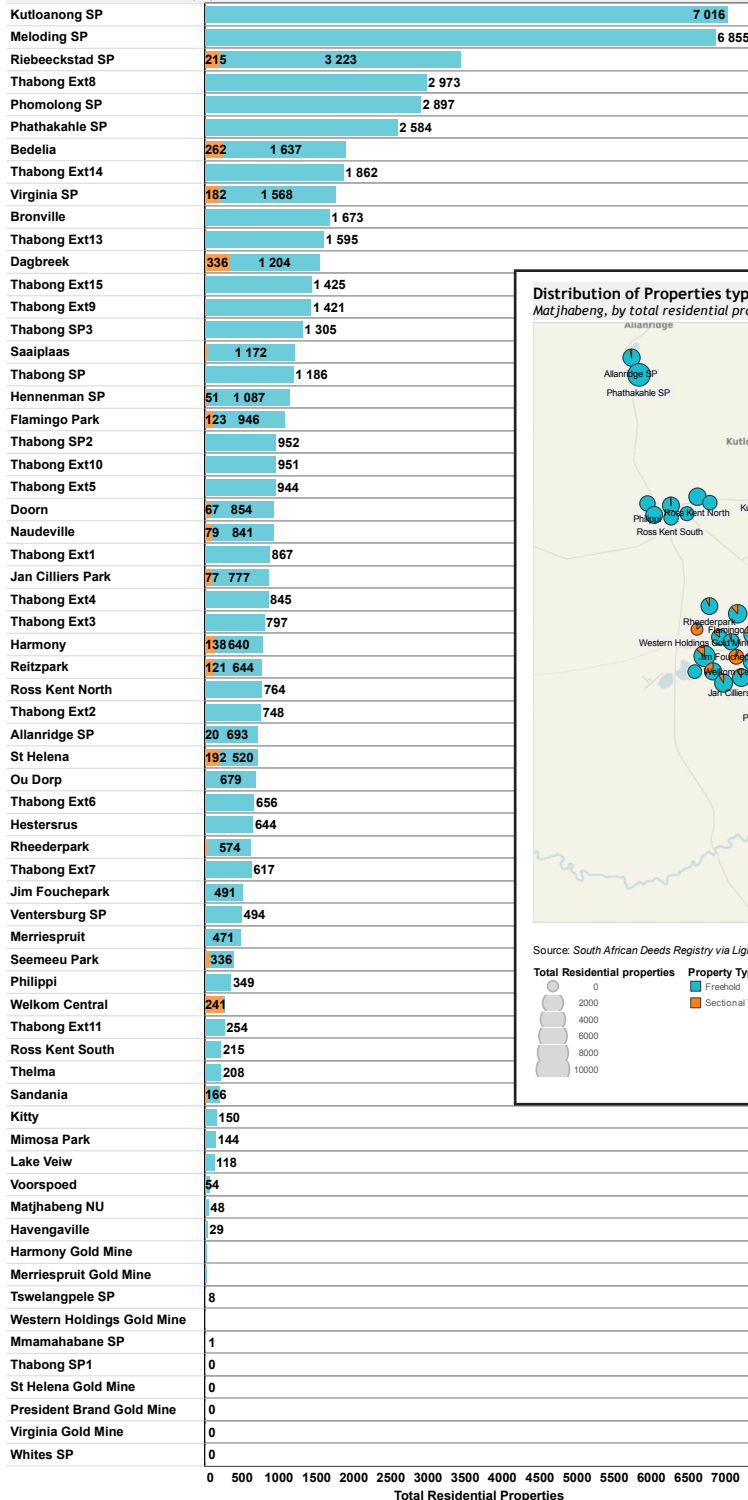 Kutloanong SP 7 016
Meloding SP 6 855
Riebeeckstad SP 215 3 223
Thabong Ext8 2 973
Phomolong SP 2 897
Phathakahle SP 2 584
Bedelia 262 1 637
Thabong Ext14 1 862
Virginia SP 182 1 568
Bronville 1 673
Thabong Ext13 1 595
Dagbreek 336 1 204
Thabong Ext15 1 425
Thabong Ext9 1 421
Thabong SP3 1 305
Saaiplaas 1 172
Thabong SP 1 186
Hennenman SP 51 1 087
Flamingo Park 123 946
Thabong SP2 952
Thabong Ext10 951
Thabong Ext5 944
Doorn 67 854
Naudeville 79 841
Thabong Ext1 867
Jan Cilliers Park 77 777
Thabong Ext4 845
Thabong Ext3 797
Harmony 138 640
Reitzpark 121 644
Ross Kent North 764
Thabong Ext2 748
Allanridge SP 20 693
St Helena 192 520
Ou Dorp 679
Thabong Ext6 656
Hestersrus 644
Rheederpark 574
Thabong Ext7 617
Jim Fouchepark 491
Ventersburg SP 494
Merriespruit 471
Seemeeu Park 336
Philippi 349
Welkom Central 241
Thabong Ext11 254
Ross Kent South 215
Thelma 208
Sandania 166
Kitty 150
Mimosa Park 144
Lake Veiw 118
Voorspoed 54
Matjhabeng NU 48
Havengaville 29
Harmony Gold Mine
Merriespruit Gold Mine
Tswelangpele SP 8
Western Holdings Gold Mine
Mmamahabane SP 1
Thabong SP1 0
St Helena Gold Mine 0
President Brand Gold Mine 0
Virginia Gold Mine 0
Whites SP 0
0 500 1000 1500 2000 2500 3000 3500 4000 4500 5000 5500 6000 6500 7000
Total Residential Properties
Distribution of Properties typ
Matjhabeng, by total residential pro
Allanridge
Allanridge SP
Phathakahle SP
Kutlo
Ku
Philippi Ross Kent North
Ross Kent South
Rheederpark
Flamingo
Western Holdings Gold Mine
Jim Fouchep
Welkom Ce
Jan Cilliers
P
Source: South African Deeds Registry via Lig
Total Residential properties
0
2000
4000
6000
8000
10000
Property Typ
Freehold
Sectional